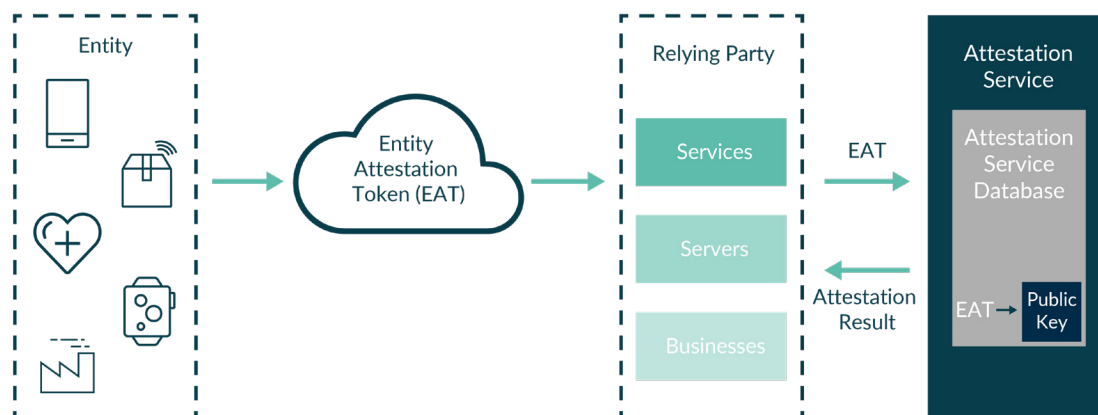 Entity
Entity
Attestation
Token (EAT)
Relying Party
Services
Servers
Businesses
EAT
Attestation
Result
Attestation
Service
Attestation
Service
Database
EAT
Public
Key